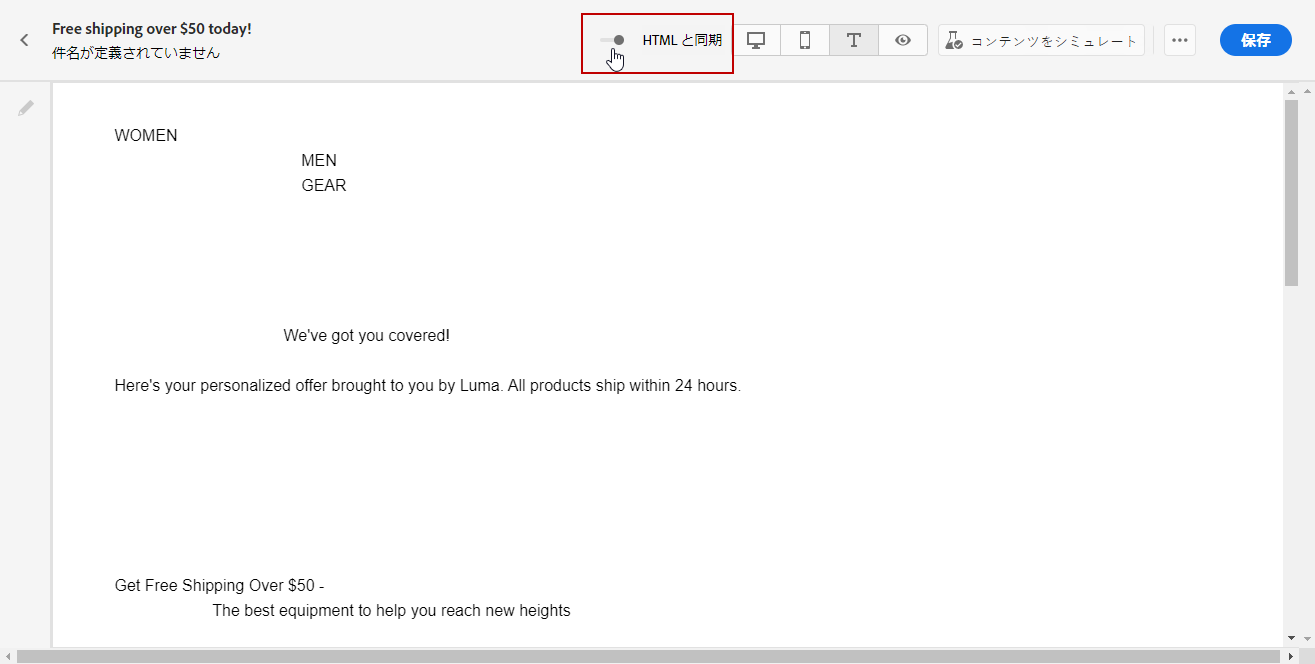 Free shipping over $50 today!
件名が定義されていません
HTML と同期
コンテンツをシミュレート
保存
WOMEN
MEN
GEAR
We've got you covered!
Here's your personalized offer brought to you by Luma. All products ship within 24 hours.
Get Free Shipping Over $50 -
The best equipment to help you reach new heights